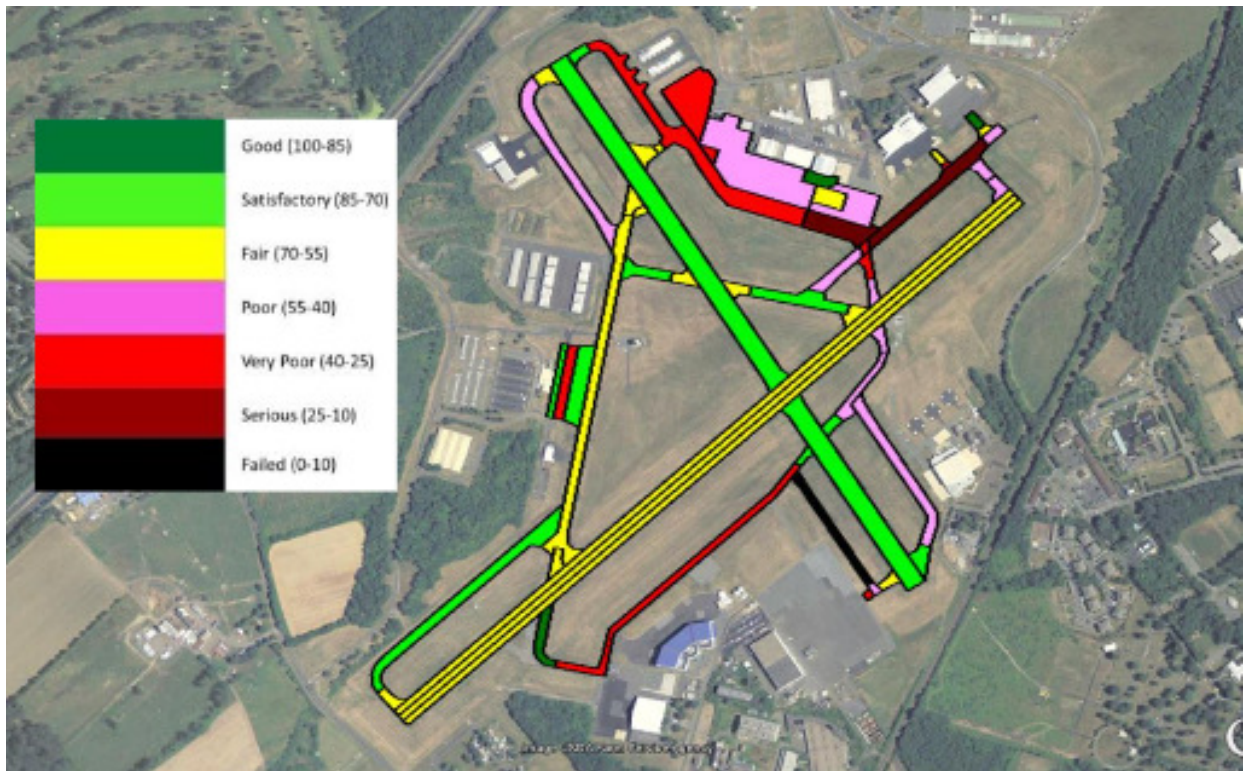 Good (100-85)
Satisfactory (85-70)
Fair (70-55)
Poor (55-40)
Very Poor (40-25)
Serious (25-10)
Failed (0-10)